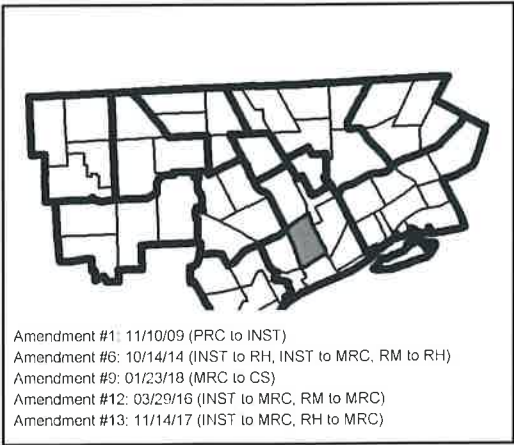 Amendment #1: 11/10/09 (PRC to INST)
Amendment #6: 10/14/14 (INST to RH, INST to MRC, RM to RH)
Amendment #9: 01/23/18 (MRC to CS)
Amendment #12: 03/29/16 (INST to MRC, RM to MRC)
Amendment #13: 11/14/17 (INST to MRC, RH to MRC)